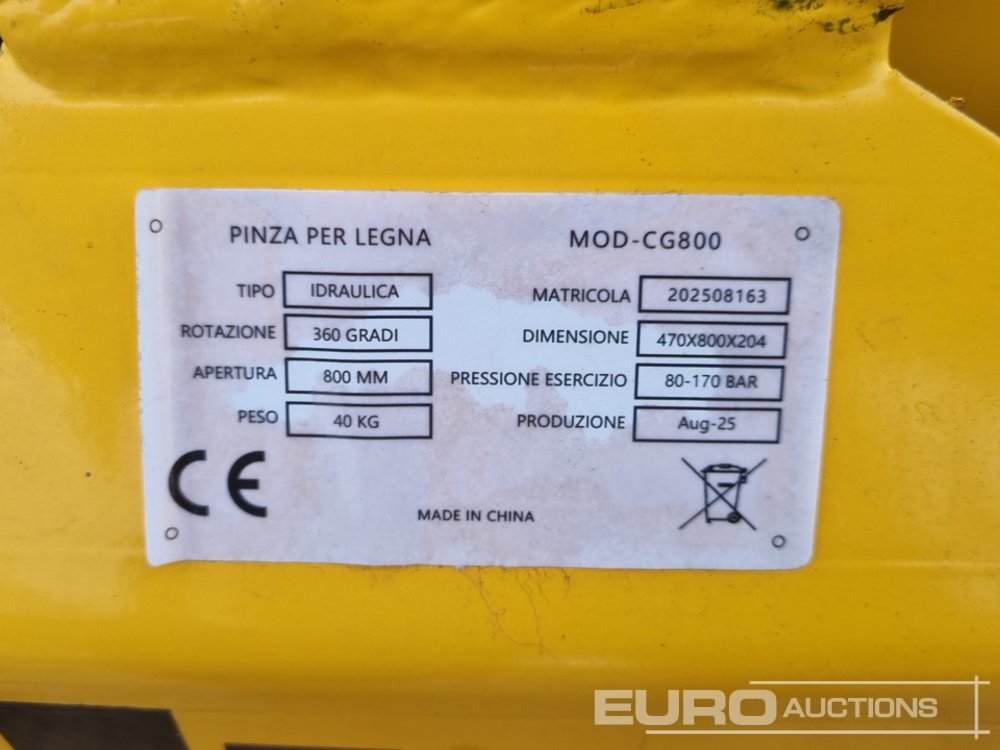 PINZA PER LEGNA MOD-CG800
TIPO IDRAULICA MATRICOLA 202508163
ROTAZIONE 360 GRADI DIMENSIONE 470X800X204
APERTURA 800 MM PRESSIONE ESERCIZIO 80-170 BAR
PESO 40 KG PRODUZIONE Aug-25
CE
MADE IN CHINA
EURO AUCTIONS